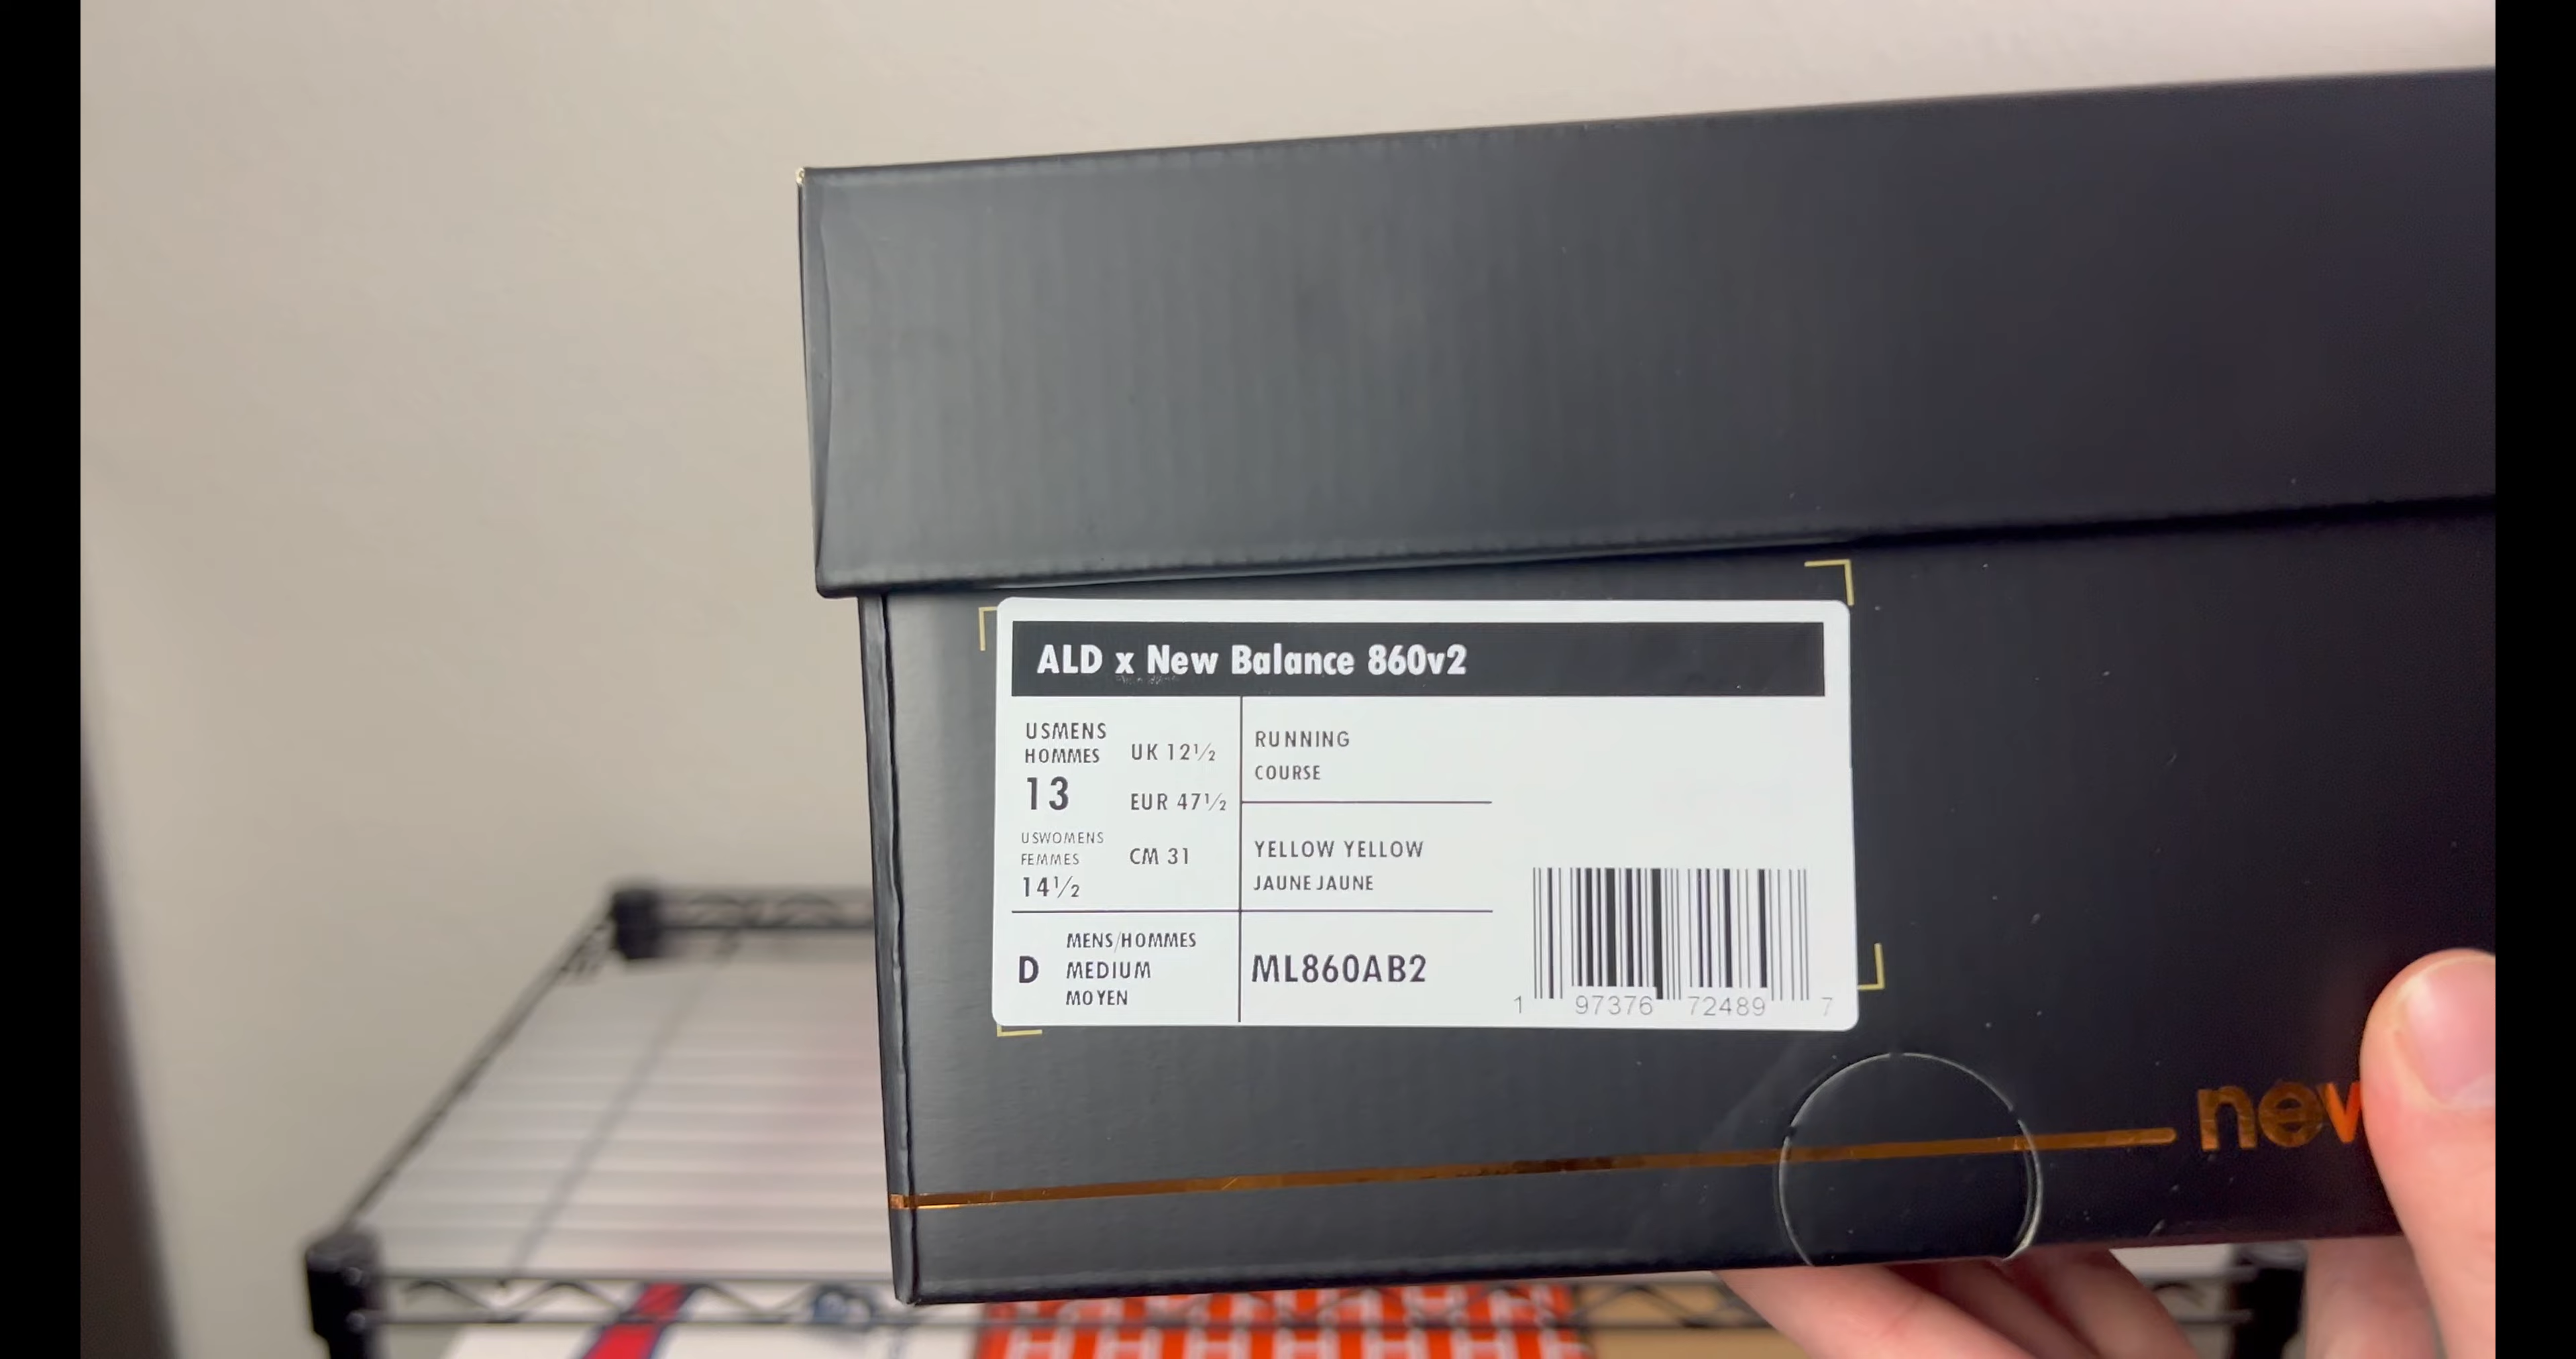 ALD x New Balance 860v2
USMENS
HOMMES
13
USWOMENS
FEMMES
14½
UK 12½
EUR 47½
CM 31
RUNNING
COURSE
YELLOW YELLOW
JAUNE JAUNE
D
MENS/HOMMES
MEDIUM
MOYEN
ML860AB2
1 97376 72489 7
new